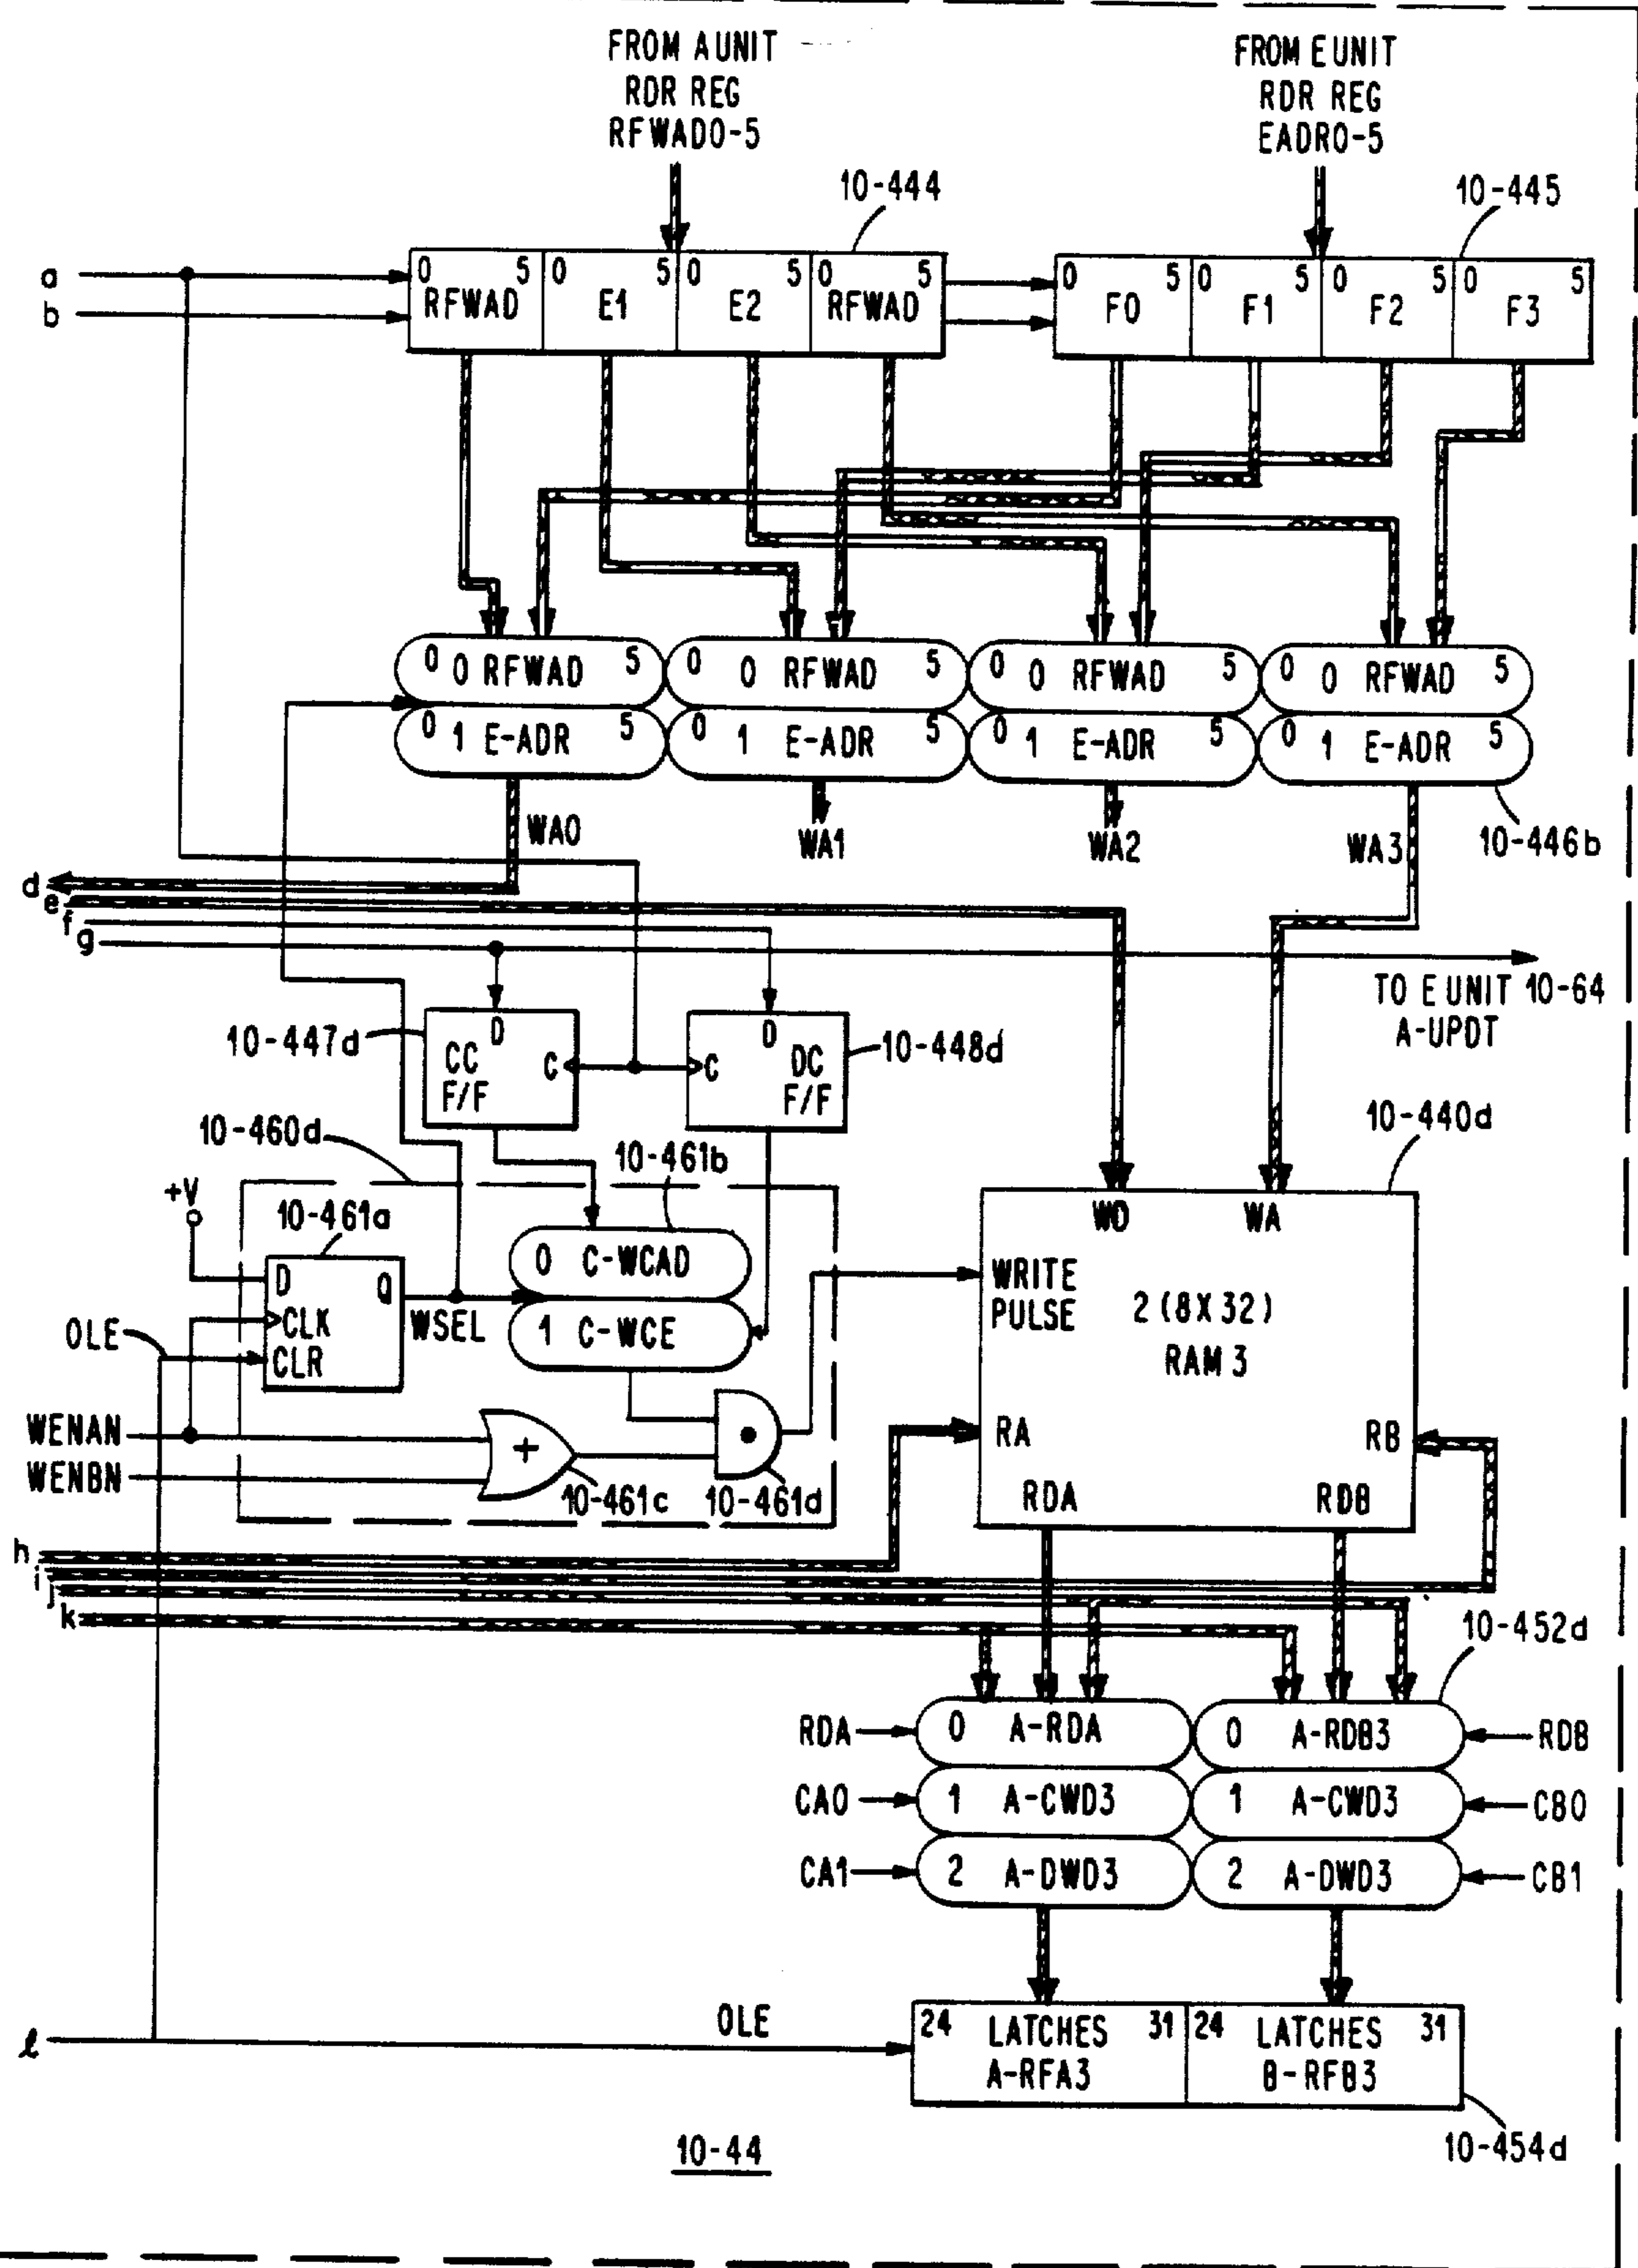 FROM A UNIT
RDR REG
RFWAD0-5
FROM E UNIT
RDR REG
EADR0-5
10-444
10-445
a
b
0 5 0 5 0 5 0 5
RFWAD E1 E2 RFWAD
0 5 0 5 0 5 0 5
F0 F1 F2 F3
0 0 RFWAD 5
0 0 RFWAD 5
0 0 RFWAD 5
0 0 RFWAD 5
0 1 E-ADR 5
0 1 E-ADR 5
0 1 E-ADR 5
0 1 E-ADR 5
WA0
WA1
WA2
WA3
10-446b
d
e
f
g
TO E UNIT 10-64
A-UPDT
10-447d
D
CC
F/F
C
D
C
DC
F/F
10-448d
10-440d
10-460d
10-461b
+V
10-461a
D Q
CLK
CLR
OLE
WSEL
0 C-WCAD
1 C-WCE
WENAN
WENBN
+
10-461c
10-461d
WD WA
WRITE
PULSE
2 (8X32)
RAM 3
RA RB
RDA RDB
h
i
j
k
10-452d
RDA 0 A-RDA 0 A-RDB3 RDB
CA0 1 A-CWD3 1 A-CWD3 CB0
CA1 2 A-DWD3 2 A-DWD3 CB1
ℓ
OLE
24 LATCHES 31 24 LATCHES 31
A-RFA3 B-RFB3
10-454d
10-44